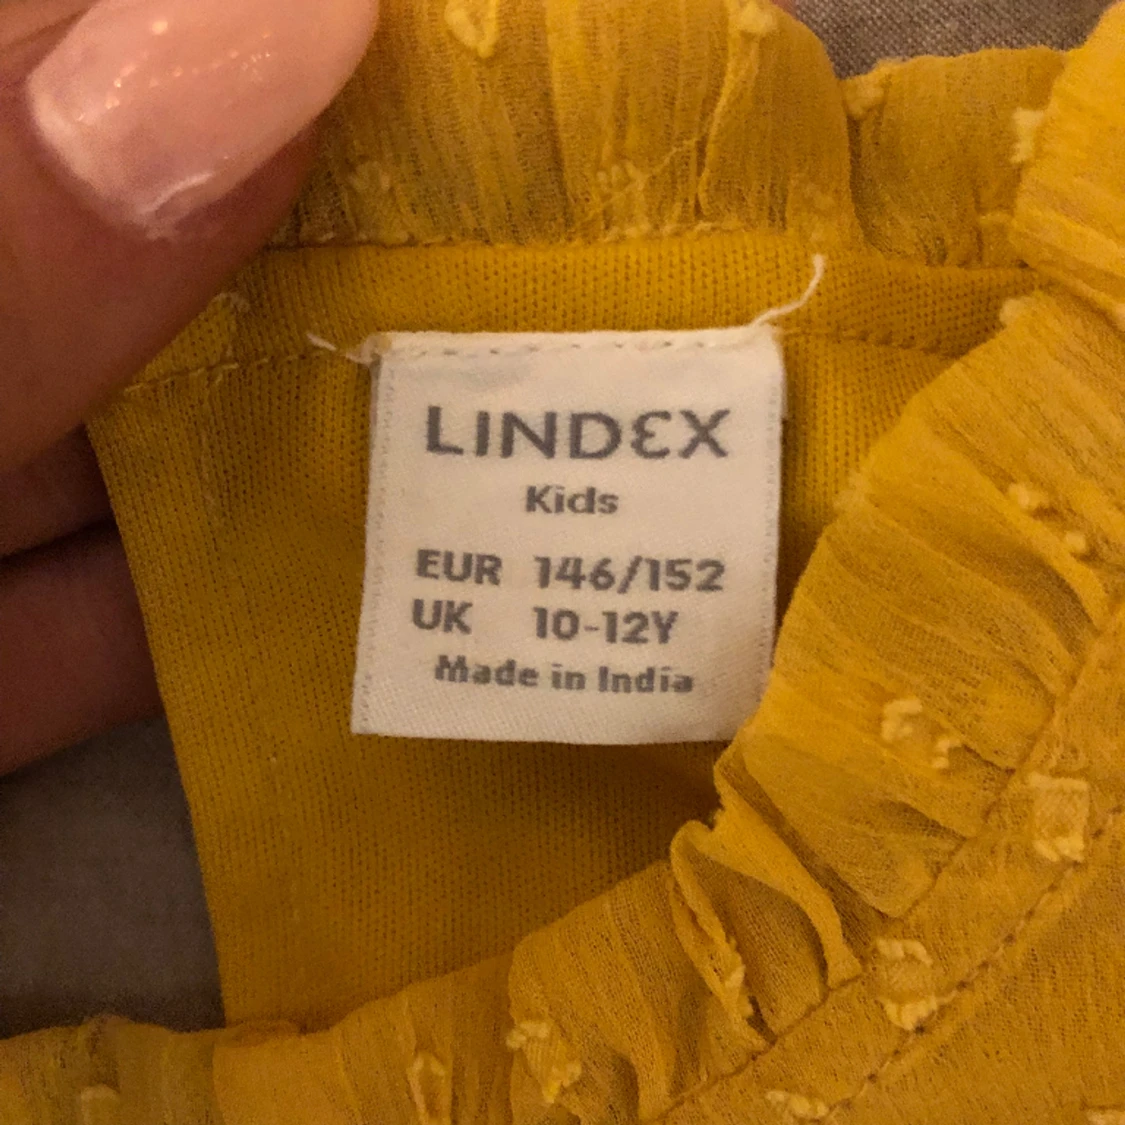 LINDEX
Kids
EUR 146/152
UK 10-12Y
Made in India